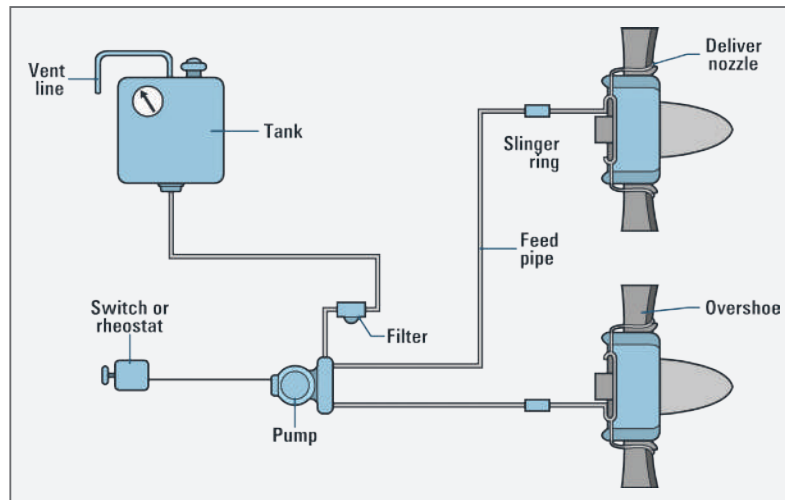 Vent
line
Tank
Deliver
nozzle
Slinger
ring
Feed
pipe
Switch or
rheostat
Filter
Overshoe
Pump